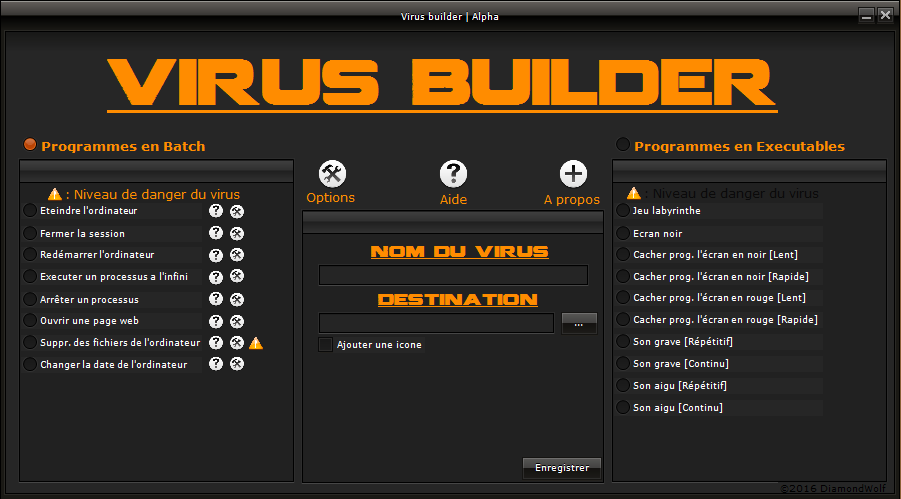 Virus builder | Alpha
VIRUS BUILDER
Programmes en Batch
: Niveau de danger du virus
Eteindre l'ordinateur
Fermer la session
Redémarrer l'ordinateur
Executer un processus a l'infini
Arrêter un processus
Ouvrir une page web
Suppr. des fichiers de l'ordinateur
Changer la date de l'ordinateur
Options
Aide
A propos
NOM DU VIRUS
DESTINATION
...
Ajouter une icone
Enregistrer
Programmes en Executables
: Niveau de danger du virus
Jeu labyrinthe
Ecran noir
Cacher prog. l'écran en noir [Lent]
Cacher prog. l'écran en noir [Rapide]
Cacher prog. l'écran en rouge [Lent]
Cacher prog. l'écran en rouge [Rapide]
Son grave [Répétitif]
Son grave [Continu]
Son aigu [Répétitif]
Son aigu [Continu]
©2016 DiamondWolf